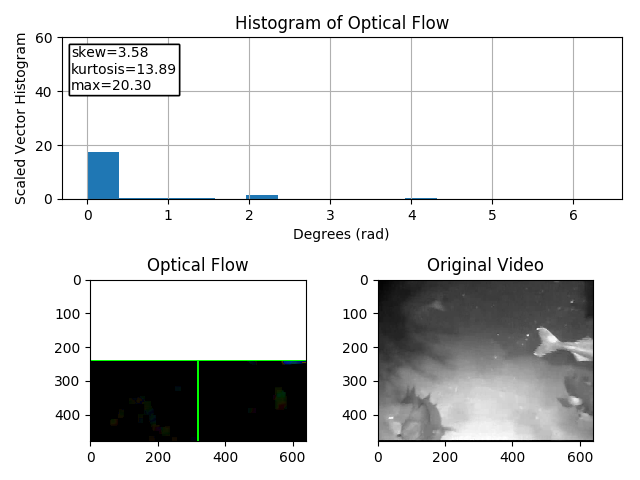 Histogram of Optical Flow
Scaled Vector Histogram
60
40
20
0
skew=3.58
kurtosis=13.89
max=20.30
0 1 2 3 4 5 6
Degrees (rad)
Optical Flow
0
100
200
300
400
0 200 400 600
Original Video
0
100
200
300
400
0 200 400 600